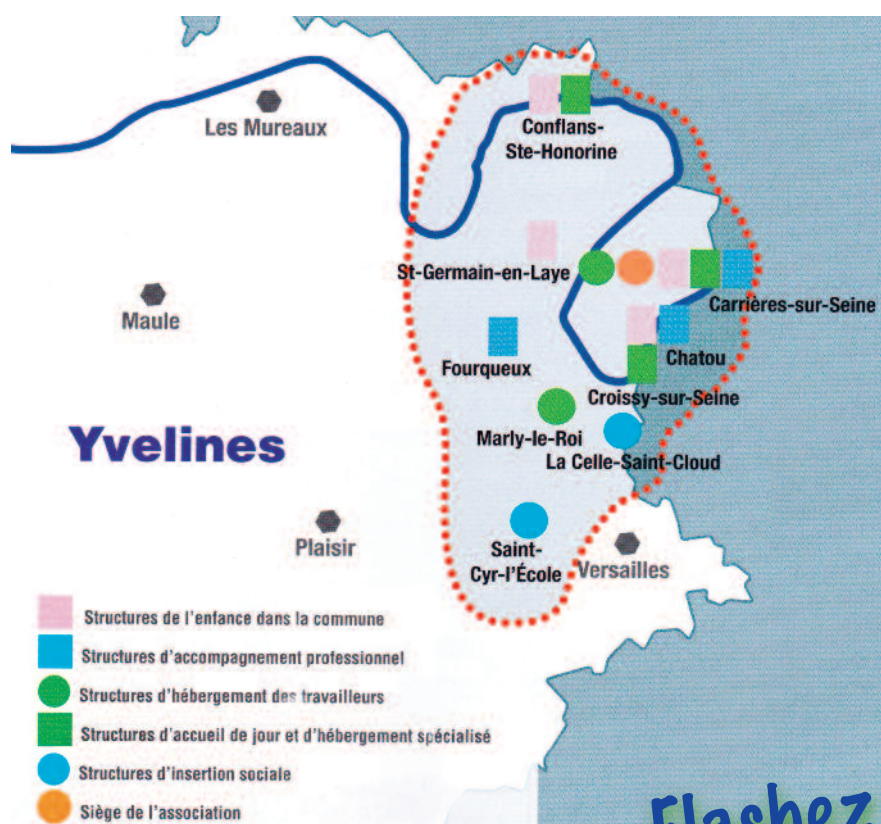 Les Mureaux
Conflans-
Ste-Honorine
St-Germain-en-Laye
Carrières-sur-Seine
Maule
Fourqueux
Chatou
Croissy-sur-Seine
Marly-le-Roi
La Celle-Saint-Cloud
Yvelines
Plaisir
Saint-
Cyr-l'École
Versailles
Structures de l'enfance dans la commune
Structures d'accompagnement professionnel
Structures d'hébergement des travailleurs
Structures d'accueil de jour et d'hébergement spécialisé
Structures d'insertion sociale
Siège de l'association
Flashez